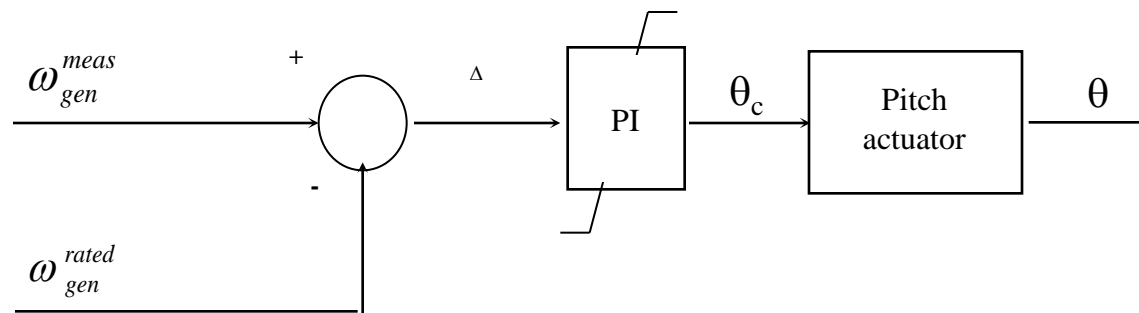 ω_gen^meas
+
Δ
PI
θ_c
Pitch
actuator
θ
-
ω_gen^rated